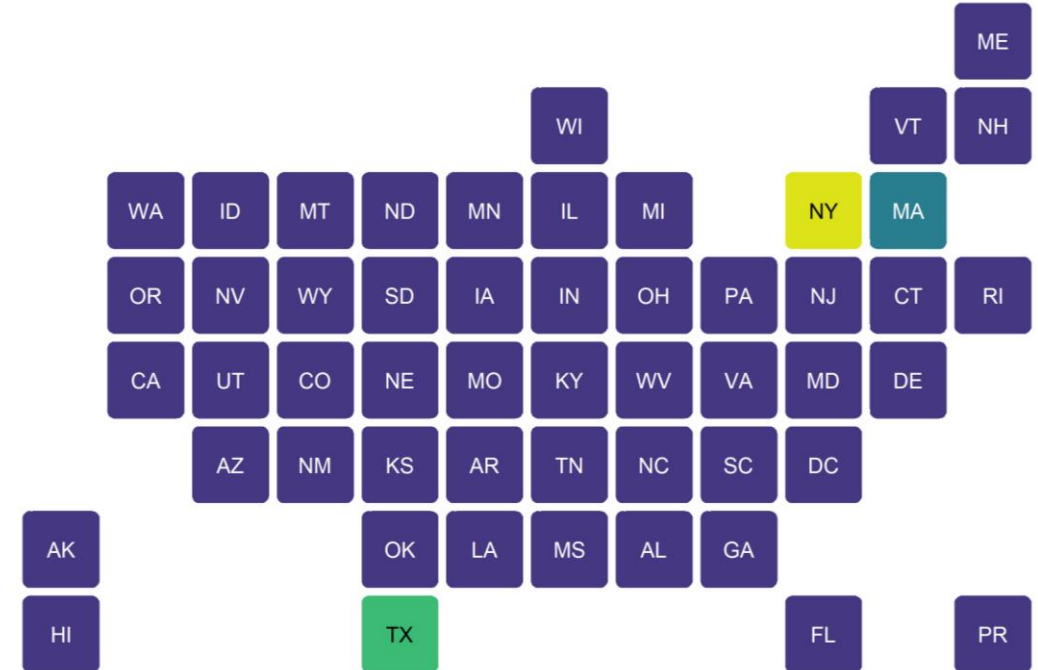 ME
WI VT NH
WA ID MT ND MN IL MI NY MA
OR NV WY SD IA IN OH PA NJ CT RI
CA UT CO NE MO KY WV VA MD DE
AZ NM KS AR TN NC SC DC
AK OK LA MS AL GA
HI TX FL PR